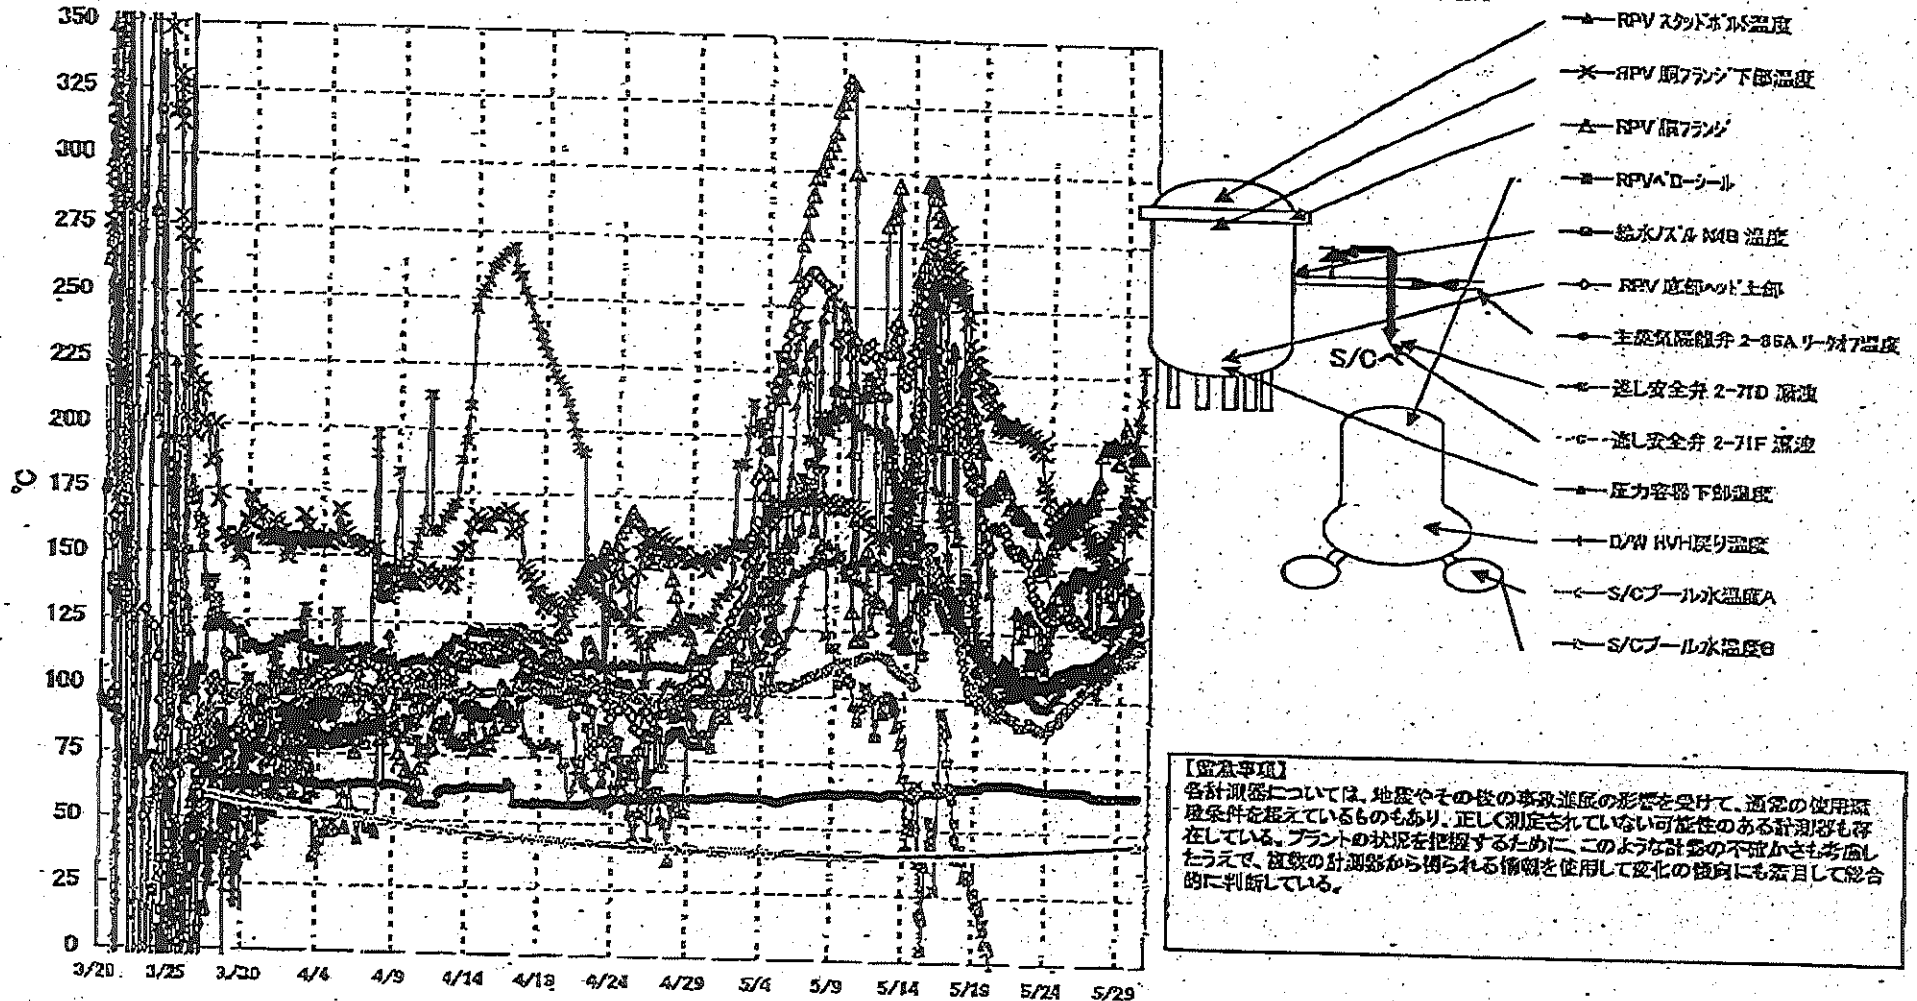 350
325
300
275
250
225
200
175
150
125
100
75
50
25
0
℃
3/20
3/25
3/30
4/4
4/9
4/14
4/19
4/24
4/29
5/4
5/9
5/14
5/19
5/24
5/29
RPV スタッドボルト温度
RPV 胴フランジ下部温度
RPV 胴フランジ
RPVベローシール
給水ノズル N4B 温度
RPV 底部ヘッド上部
主蒸気隔離弁 2-86A リークオフ温度
逃し安全弁 2-71D 温度
逃し安全弁 2-71F 温度
圧力容器下部温度
D/W HVH戻り温度
S/Cプール水温度A
S/Cプール水温度B
S/C
【留意事項】
各計測器については、地震やその後の事象進展の影響を受けて、通常の使用環
境条件を超えているものもあり、正しく測定されていない可能性のある計測器も存
在している。プラントの状況を把握するために、このような計器の不確かさも考慮し
たうえで、複数の計測器から得られる情報を使用して変化の傾向にも着目して総合
的に判断している。